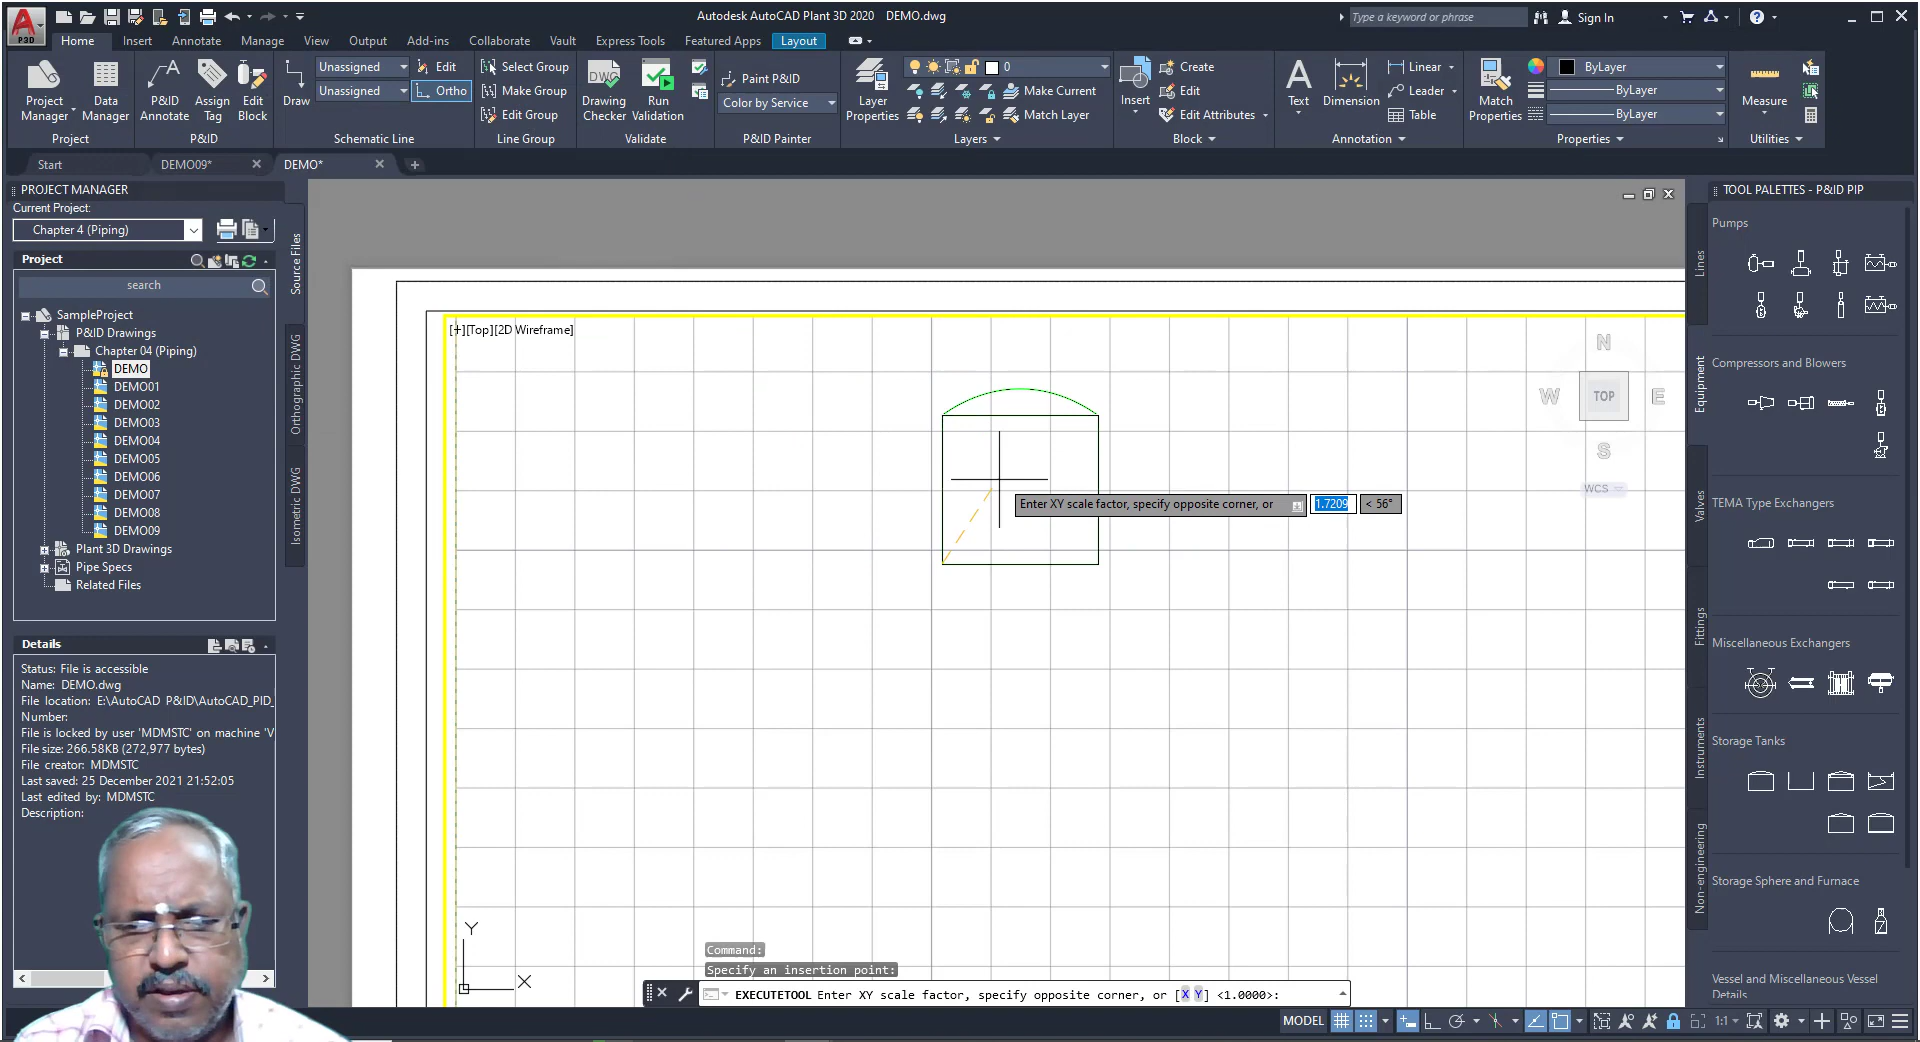 Autodesk AutoCAD Plant 3D 2020 DEMO.dwg
Type a keyword or phrase
Sign In
P3D
Home Insert Annotate Manage View Output Add-ins Collaborate Vault Express Tools Featured Apps Layout
Project Manager
Data Manager
Project
P&ID Annotate
Assign Tag
Edit Block
P&ID
Draw
Unassigned
Unassigned
Edit
Ortho
Schematic Line
Select Group
Make Group
Edit Group
Line Group
DWG
Drawing Checker
Run Validation
Validate
Paint P&ID
Color by Service
P&ID Painter
Layer Properties
0
Make Current
Match Layer
Layers
Insert
Create
Edit
Edit Attributes
Block
Text
Dimension
Linear
Leader
Table
Annotation
Match Properties
ByLayer
ByLayer
ByLayer
Properties
Measure
Utilities
Start
DEMO09*
DEMO*
PROJECT MANAGER
Current Project:
Chapter 4 (Piping)
Project
search
SampleProject
P&ID Drawings
Chapter 04 (Piping)
DEMO
DEMO01
DEMO02
DEMO03
DEMO04
DEMO05
DEMO06
DEMO07
DEMO08
DEMO09
Plant 3D Drawings
Pipe Specs
Related Files
Source Files
Orthographic DWG
Isometric DWG
Details
Status: File is accessible
Name: DEMO.dwg
File location: E:\AutoCAD P&ID\AutoCAD_PID_
Number:
File is locked by user 'MDMSTC' on machine 'V
File size: 266.58KB (272,977 bytes)
File creator: MDMSTC
Last saved: 25 December 2021 21:52:05
Last edited by: MDMSTC
Description:
[+][Top][2D Wireframe]
Enter XY scale factor, specify opposite corner, or
1.7209
< 56°
N
W TOP E
S
WCS
Y
X
Command:
Specify an insertion point:
EXECUTETOOL Enter XY scale factor, specify opposite corner, or [X Y] <1.0000>:
MODEL
1:1
TOOL PALETTES - P&ID PIP
Lines
Equipment
Valves
Fittings
Instruments
Non-engineering
Pumps
Compressors and Blowers
TEMA Type Exchangers
Miscellaneous Exchangers
Storage Tanks
Storage Sphere and Furnace
Vessel and Miscellaneous Vessel
Details